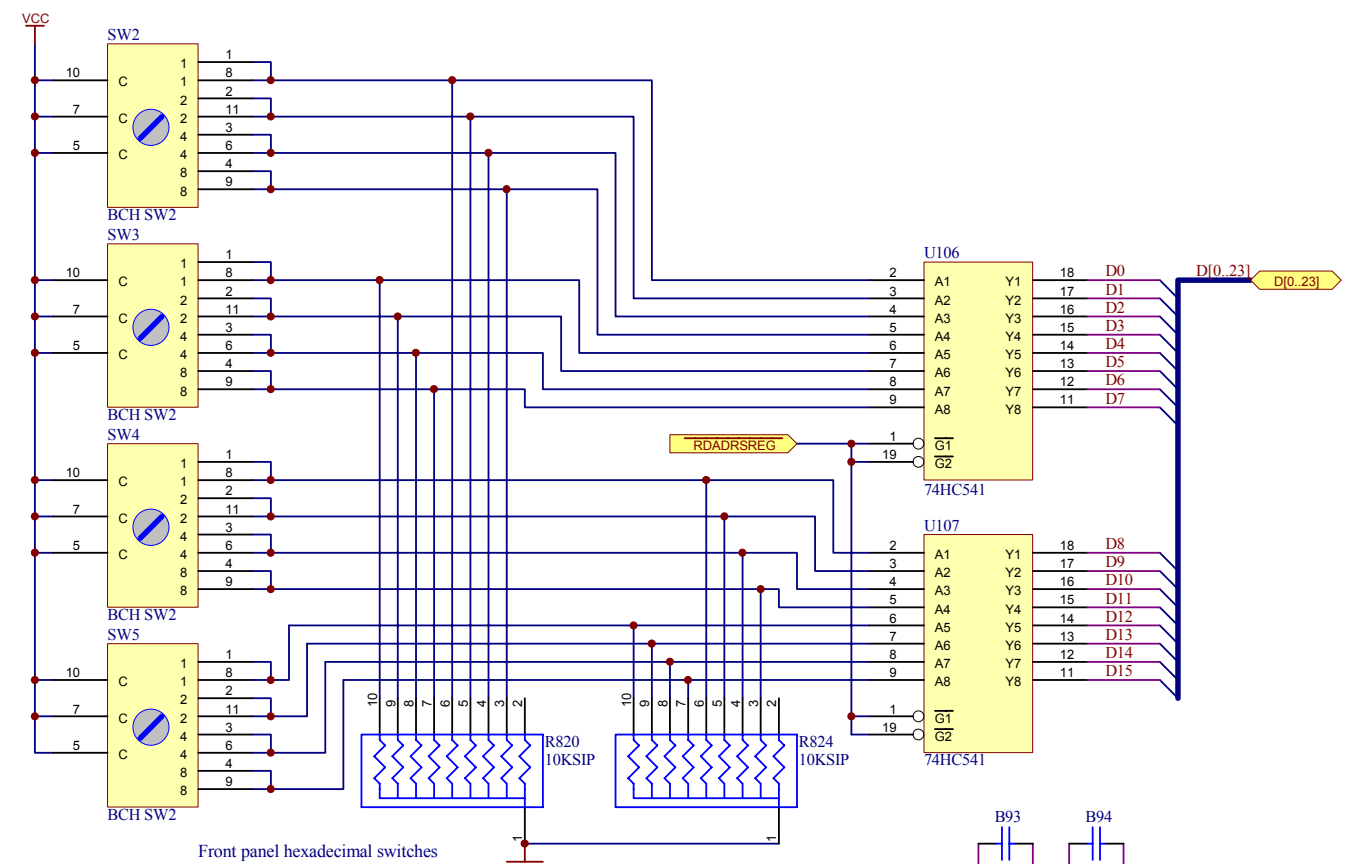 VCC
SW2
10 C 1 1
1 8
2 2
7 C 2 11
4 3
5 C 4 6
8 4
8 9
BCH SW2
SW3
10 C 1 1
1 8
2 2
7 C 2 11
4 3
5 C 4 6
8 4
8 9
BCH SW2
SW4
10 C 1 1
1 8
2 2
7 C 2 11
4 3
5 C 4 6
8 4
8 9
BCH SW2
SW5
10 C 1 1
1 8
2 2
7 C 2 11
4 3
5 C 4 6
8 4
8 9
BCH SW2
U106
2 A1 Y1 18 D0
3 A2 Y2 17 D1
4 A3 Y3 16 D2
5 A4 Y4 15 D3
6 A5 Y5 14 D4
7 A6 Y6 13 D5
8 A7 Y7 12 D6
9 A8 Y8 11 D7
1 G1
19 G2
74HC541
D[0..23] D[0..23]
RDADRSREG
U107
2 A1 Y1 18 D8
3 A2 Y2 17 D9
4 A3 Y3 16 D10
5 A4 Y4 15 D11
6 A5 Y5 14 D12
7 A6 Y6 13 D13
8 A7 Y7 12 D14
9 A8 Y8 11 D15
1 G1
19 G2
74HC541
10 9 8 7 6 5 4 3 2
R820
10KSIP
1
10 9 8 7 6 5 4 3 2
R824
10KSIP
1
B93
B94
Front panel hexadecimal switches